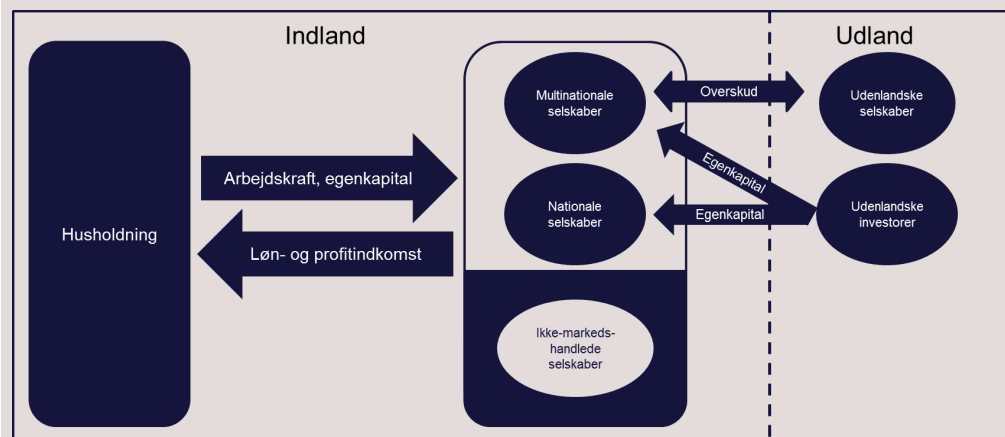 Indland
Udland
Husholdning
Arbejdskraft, egenkapital
Løn- og profitindkomst
Multinationale
selskaber
Overskud
Udenlandske
selskaber
Egenkapital
Nationale
selskaber
Egenkapital
Udenlandske
investorer
Ikke-markeds-
handlede
selskaber